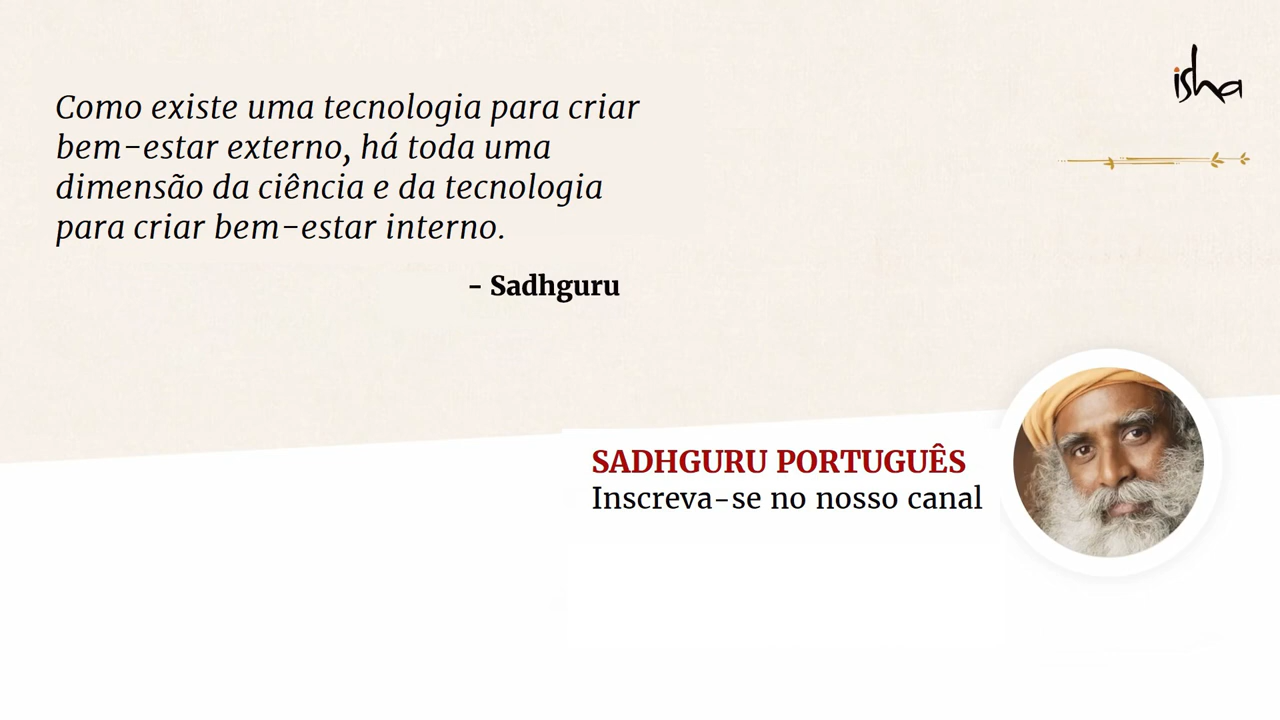 Como existe uma tecnologia para criar
bem-estar externo, há toda uma
dimensão da ciência e da tecnologia
para criar bem-estar interno.
- Sadhguru
isha
SADHGURU PORTUGUÊS
Inscreva-se no nosso canal